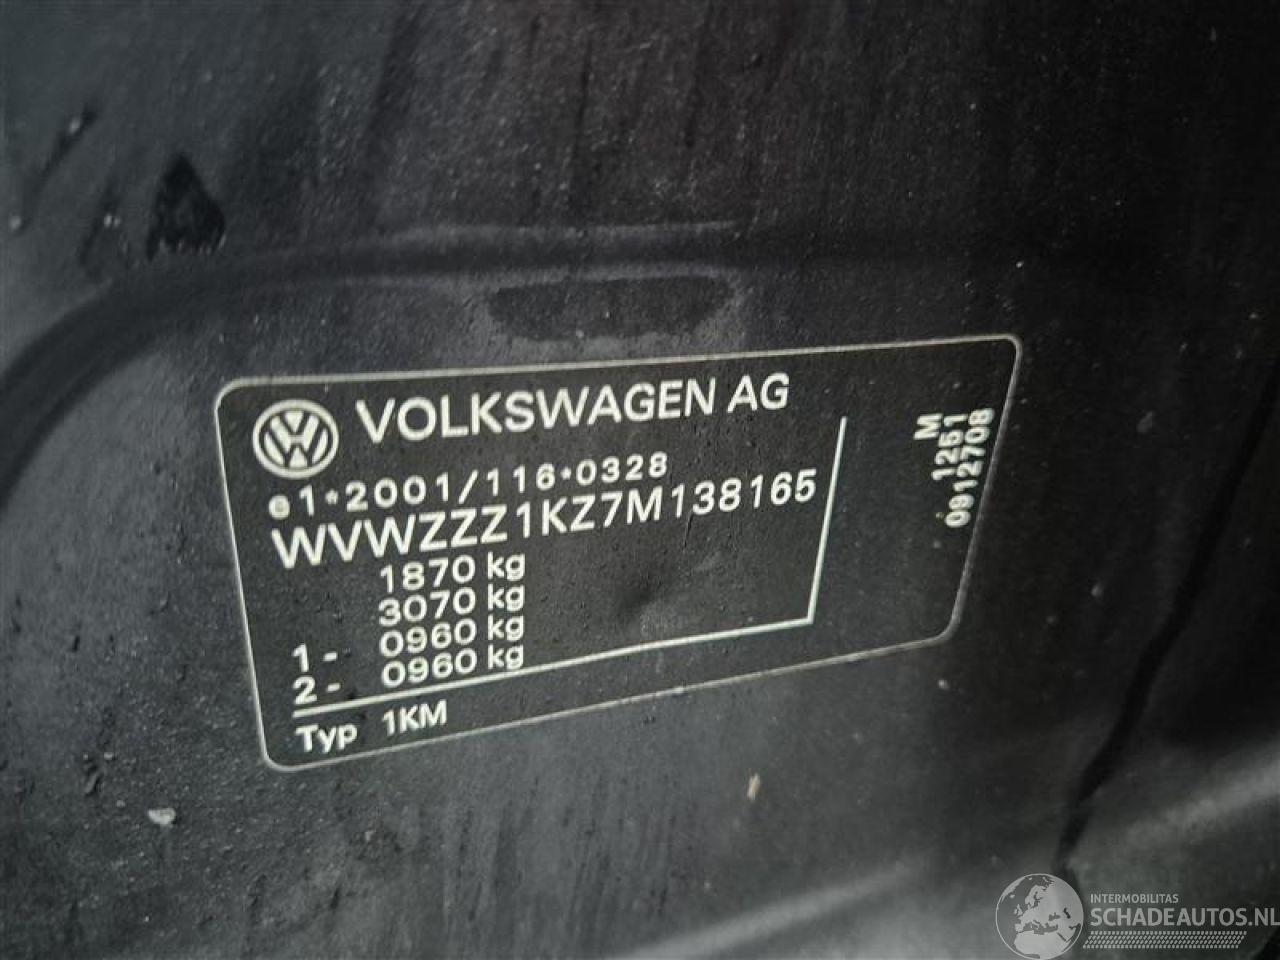 VOLKSWAGEN AG
e1*2001/116*0328
WVWZZZ1KZ7M138165
1870 kg
3070 kg
1- 0960 kg
2- 0960 kg
Typ 1KM
M
1251
0912708
INTERMOBILITAS
SCHADEAUTOS.NL